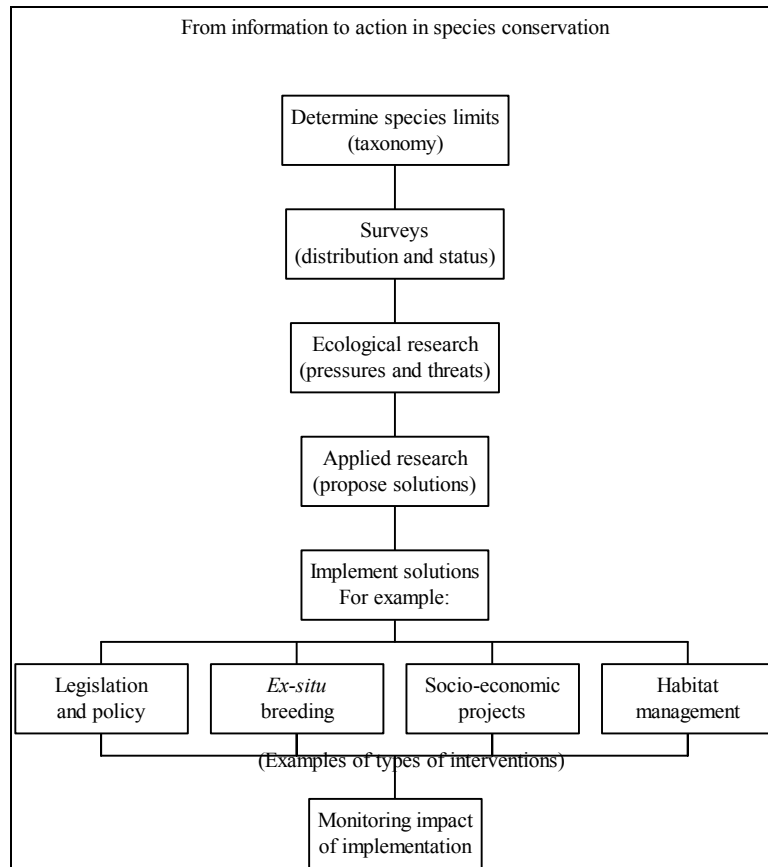 From information to action in species conservation
Determine species limits
(taxonomy)
Surveys
(distribution and status)
Ecological research
(pressures and threats)
Applied research
(propose solutions)
Implement solutions
For example:
Legislation
and policy
Ex-situ
breeding
Socio-economic
projects
Habitat
management
(Examples of types of interventions)
Monitoring impact
of implementation